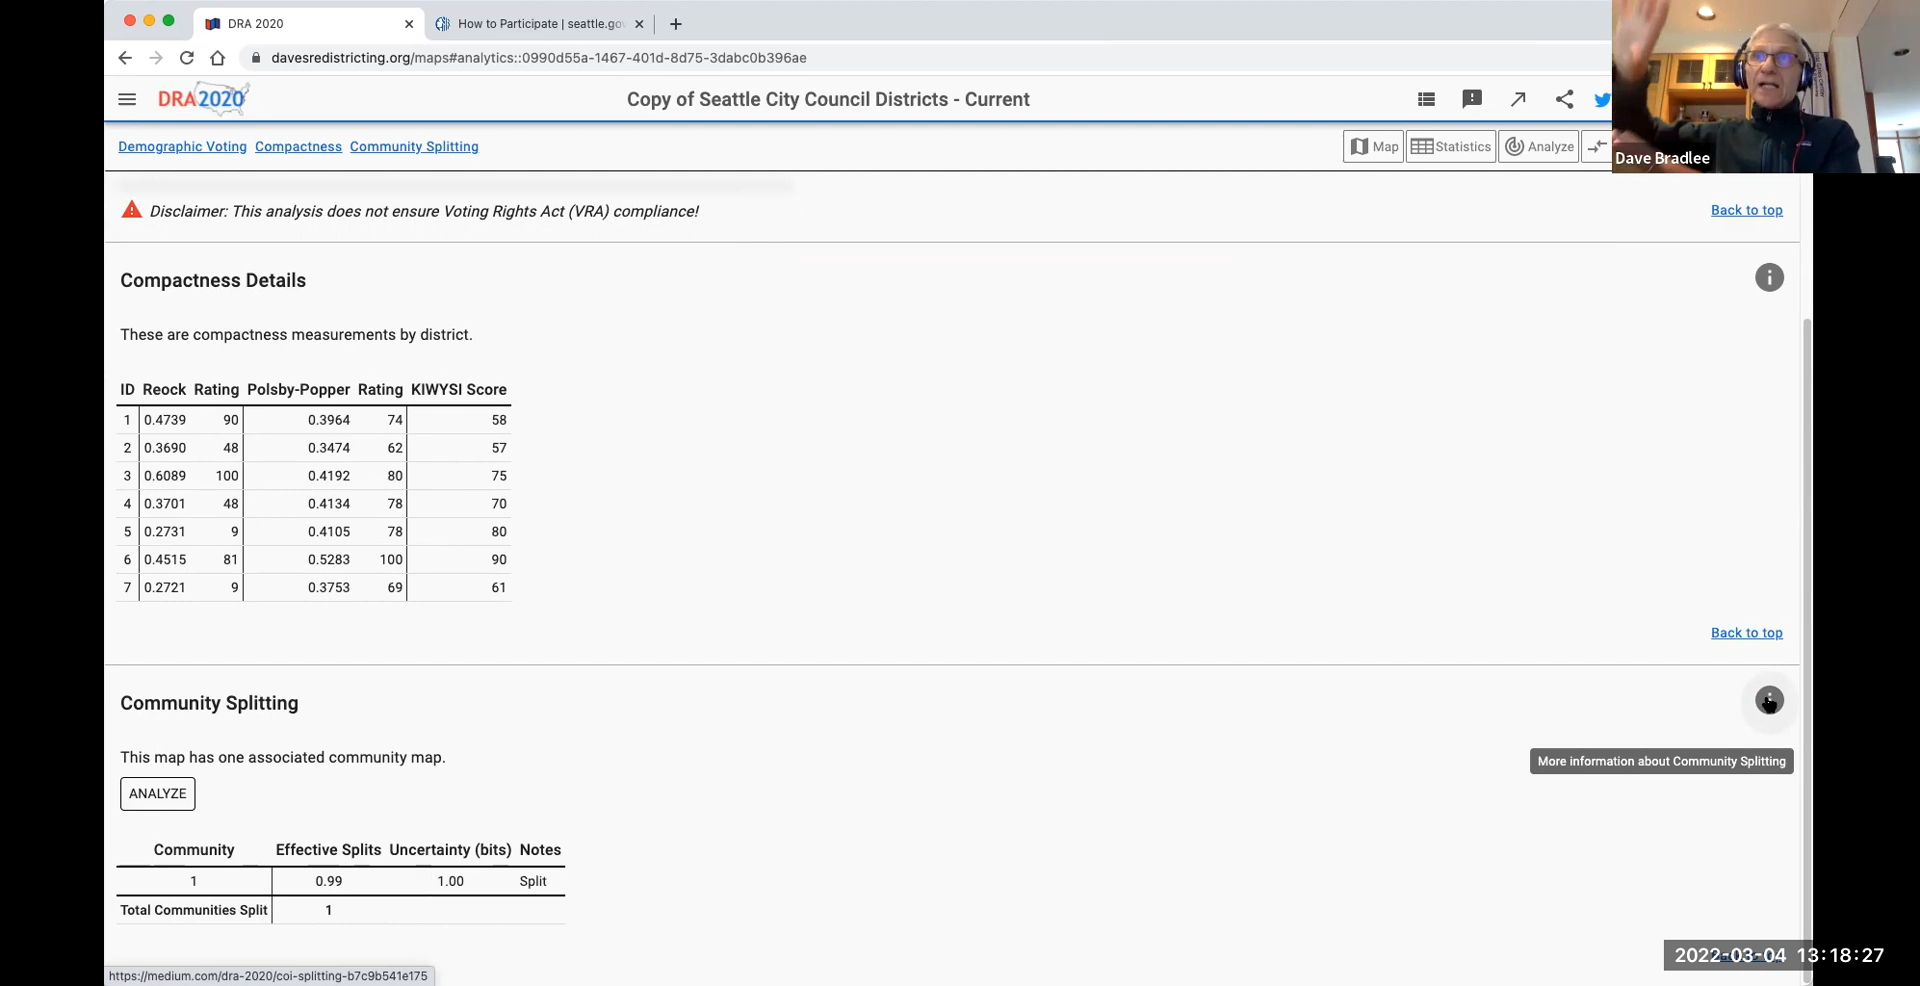 DRA 2020
How to Participate | seattle.go
davesredistricting.org/maps#analytics::0990d55a-1467-401d-8d75-3dabc0b396ae
DRA2020
Copy of Seattle City Council Districts - Current
Demographic Voting Compactness Community Splitting
Map Statistics Analyze
Dave Bradlee
Disclaimer: This analysis does not ensure Voting Rights Act (VRA) compliance!
Back to top
Compactness Details
These are compactness measurements by district.
ID Reock Rating Polsby-Popper Rating KIWYSI Score
1 0.4739 90 0.3964 74 58
2 0.3690 48 0.3474 62 57
3 0.6089 100 0.4192 80 75
4 0.3701 48 0.4134 78 70
5 0.2731 9 0.4105 78 80
6 0.4515 81 0.5283 100 90
7 0.2721 9 0.3753 69 61
Back to top
Community Splitting
This map has one associated community map.
More information about Community Splitting
ANALYZE
Community Effective Splits Uncertainty (bits) Notes
1 0.99 1.00 Split
Total Communities Split 1
2022-03-04 13:18:27
https://medium.com/dra-2020/coi-splitting-b7c9b541e175